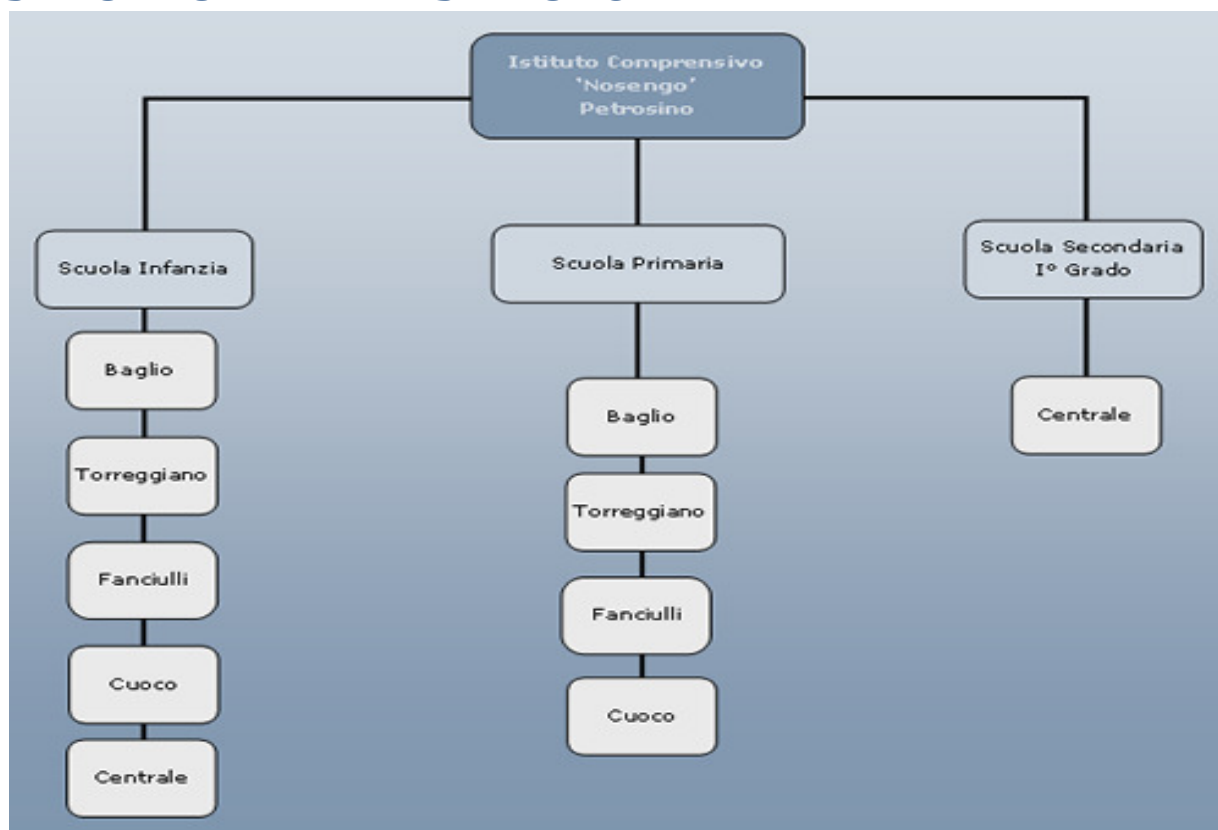 Istituto Comprensivo
'Nosengo'
Petrosino
Scuola Infanzia
Baglio
Torreggiano
Fanciulli
Cuoco
Centrale
Scuola Primaria
Baglio
Torreggiano
Fanciulli
Cuoco
Scuola Secondaria
Iº Grado
Centrale